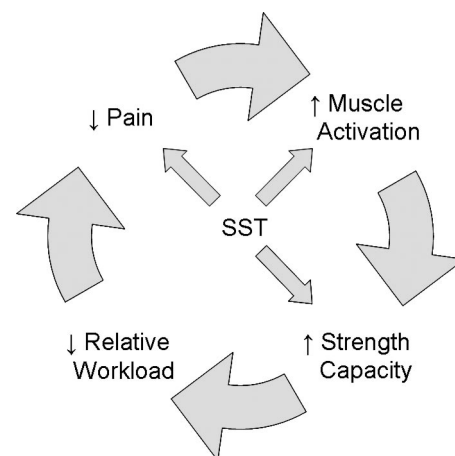 ↓ Pain
↑ Muscle
Activation
SST
↓ Relative
Workload
↑ Strength
Capacity